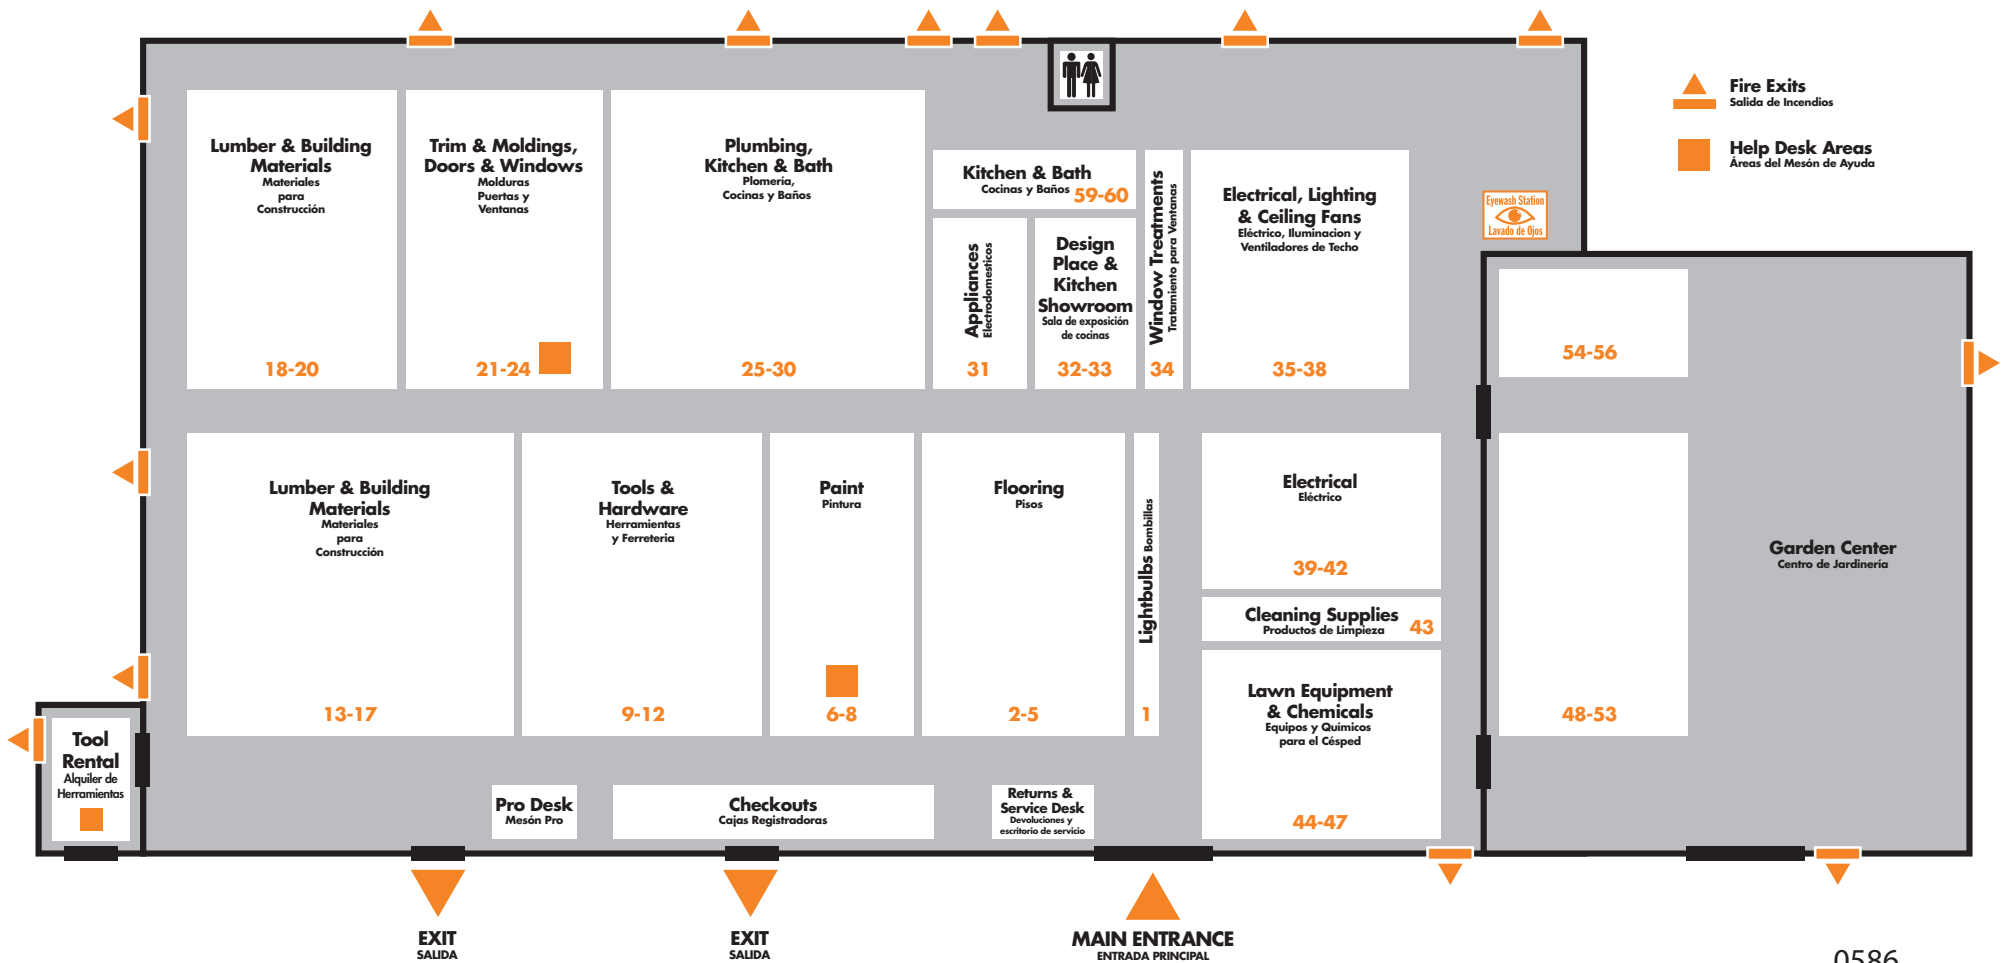 Fire Exits
Salida de Incendios
Help Desk Areas
Áreas del Mesón de Ayuda
Lumber & Building
Materials
Materiales
para
Construcción
18-20
Trim & Moldings,
Doors & Windows
Molduras
Puertas y
Ventanas
21-24
Plumbing,
Kitchen & Bath
Plomería,
Cocinas y Baños
25-30
Kitchen & Bath
Cocinas y Baños
59-60
Appliances
Electrodomesticos
31
Design
Place &
Kitchen
Showroom
Sala de exposición
de cocinas
32-33
Window Treatments
Tratamiento para Ventanas
34
Electrical, Lighting
& Ceiling Fans
Eléctrico, Iluminacion y
Ventiladores de Techo
35-38
Eyewash Station
Lavado de Ojos
54-56
Lumber & Building
Materials
Materiales
para
Construcción
13-17
Tools &
Hardware
Herramientas
y Ferreteria
9-12
Paint
Pintura
6-8
Flooring
Pisos
2-5
Lightbulbs Bombillas
1
Electrical
Eléctrico
39-42
Cleaning Supplies
Productos de Limpieza
43
Lawn Equipment
& Chemicals
Equipos y Químicos
para el Césped
44-47
48-53
Garden Center
Centro de Jardinería
Tool
Rental
Alquiler de
Herramientas
Pro Desk
Mesón Pro
Checkouts
Cajas Registradoras
Returns &
Service Desk
Devoluciones y
escritorio de servicio
EXIT
SALIDA
EXIT
SALIDA
MAIN ENTRANCE
ENTRADA PRINCIPAL
0586